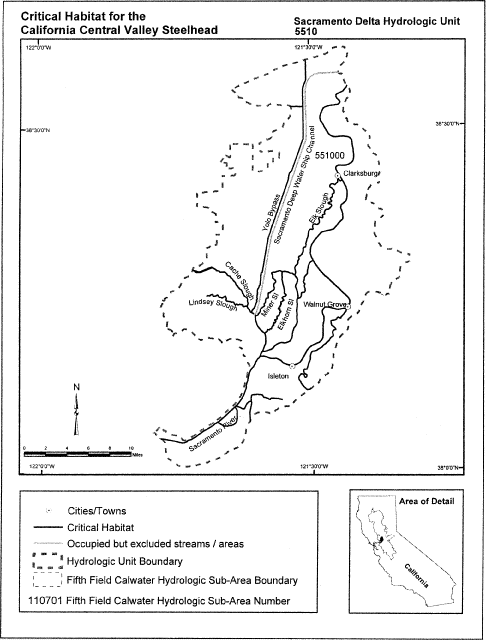 Critical Habitat for the
California Central Valley Steelhead
Sacramento Delta Hydrologic Unit
5510
122°0'0"W
121°30'0"W
38°30'0"N
38°30'0"N
551000
Clarksburg
Sacramento Deep Water Ship Channel
Yolo Bypass
Elk Slough
Cache Slough
Lindsey Slough
Miner Sl
Elkhorn Sl
Walnut Grove
Isleton
Sacramento River
N
0 2 4 6 8 10
Miles
122°0'0"W
121°30'0"W
38°0'0"N
Cities/Towns
Critical Habitat
Occupied but excluded streams / areas
Hydrologic Unit Boundary
Fifth Field Calwater Hydrologic Sub-Area Boundary
110701 Fifth Field Calwater Hydrologic Sub-Area Number
Area of Detail
California